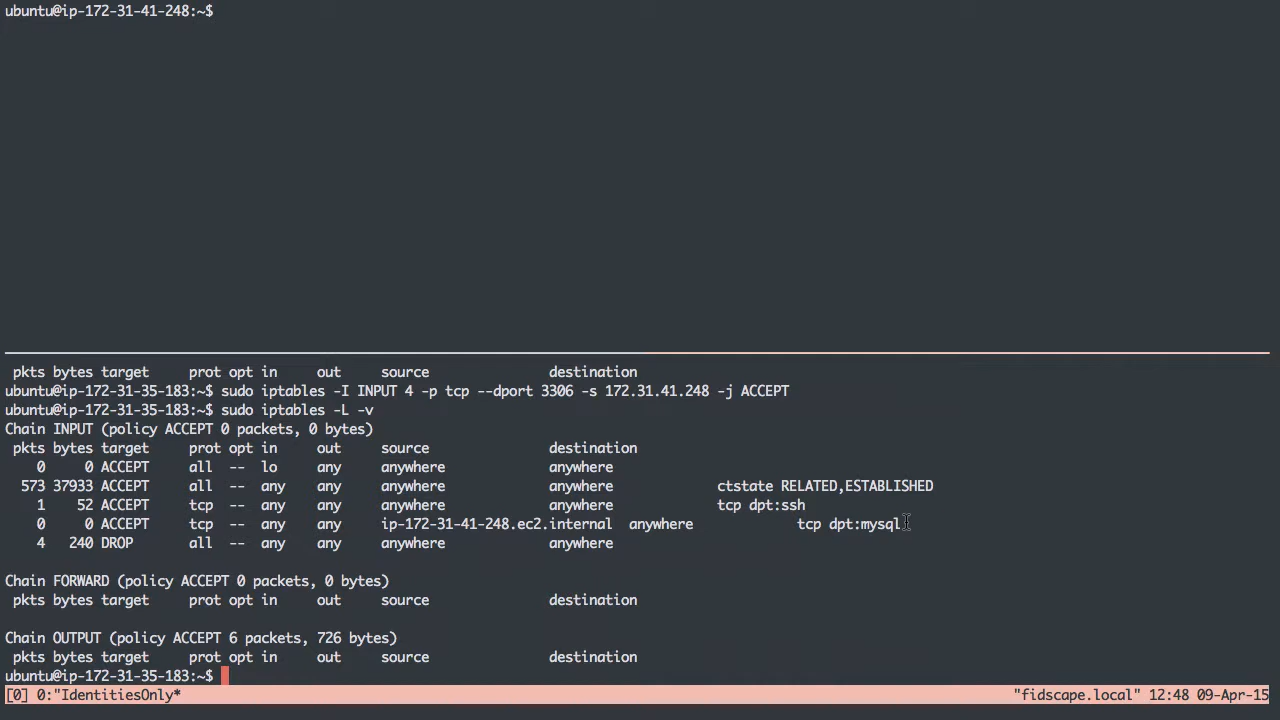 ubuntu@ip-172-31-41-248:~$
 pkts bytes target     prot opt in     out     source               destination
ubuntu@ip-172-31-35-183:~$ sudo iptables -I INPUT 4 -p tcp --dport 3306 -s 172.31.41.248 -j ACCEPT
ubuntu@ip-172-31-35-183:~$ sudo iptables -L -v
Chain INPUT (policy ACCEPT 0 packets, 0 bytes)
 pkts bytes target     prot opt in     out     source               destination
    0     0 ACCEPT     all  --  lo     any     anywhere             anywhere
  573 37933 ACCEPT     all  --  any    any     anywhere             anywhere             ctstate RELATED,ESTABLISHED
    1    52 ACCEPT     tcp  --  any    any     anywhere             anywhere             tcp dpt:ssh
    0     0 ACCEPT     tcp  --  any    any     ip-172-31-41-248.ec2.internal  anywhere             tcp dpt:mysql
    4   240 DROP       all  --  any    any     anywhere             anywhere
Chain FORWARD (policy ACCEPT 0 packets, 0 bytes)
 pkts bytes target     prot opt in     out     source               destination
Chain OUTPUT (policy ACCEPT 6 packets, 726 bytes)
 pkts bytes target     prot opt in     out     source               destination
ubuntu@ip-172-31-35-183:~$
[0] 0:"IdentitiesOnly* "fidscape.local" 12:48 09-Apr-15